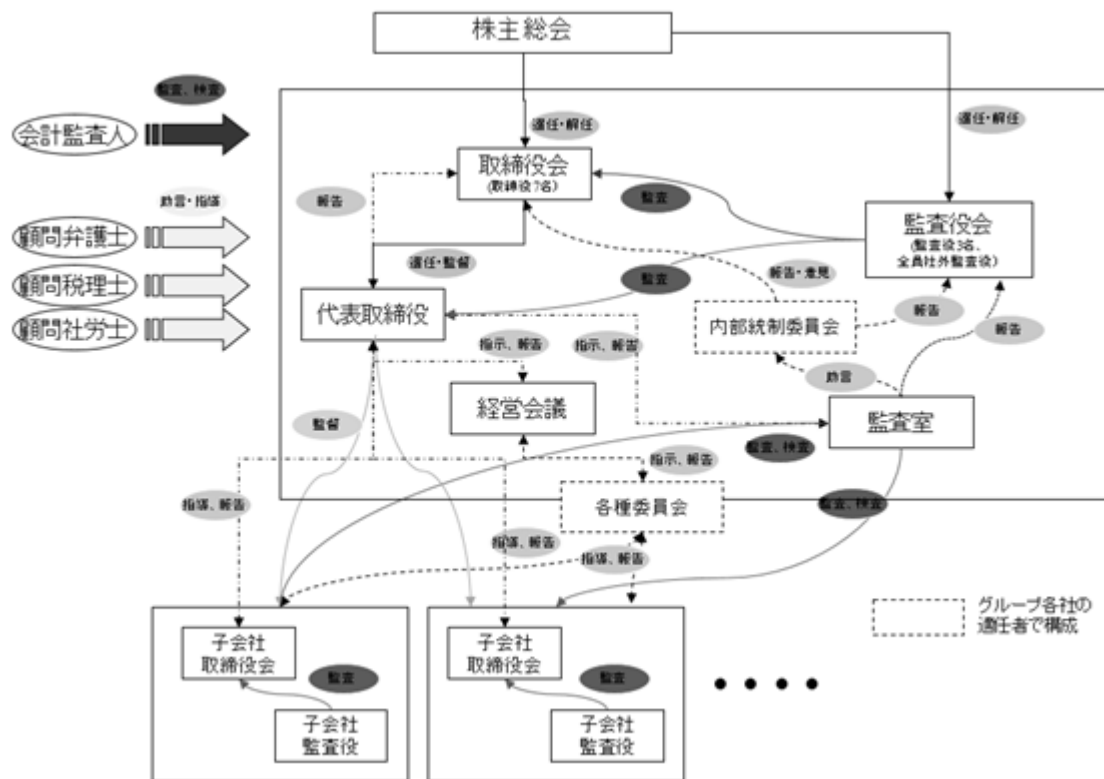 株主総会
監査、検査
会計監査人
選任・解任
選任・解任
取締役会
(取締役7名)
報告
監査
助言・指導
監査役会
(監査役3名、
全員社外監査役)
顧問弁護士
選任・監督
監査
報告・意見
顧問税理士
代表取締役
報告
内部統制委員会
報告
顧問社労士
指示、報告
指示、報告
助言
経営会議
監査室
監督
監査、検査
指示、報告
指導、報告
各種委員会
監査、検査
指導、報告
指導、報告
グループ各社の
適任者で構成
子会社
取締役会
監査
子会社
監査役
子会社
取締役会
監査
子会社
監査役